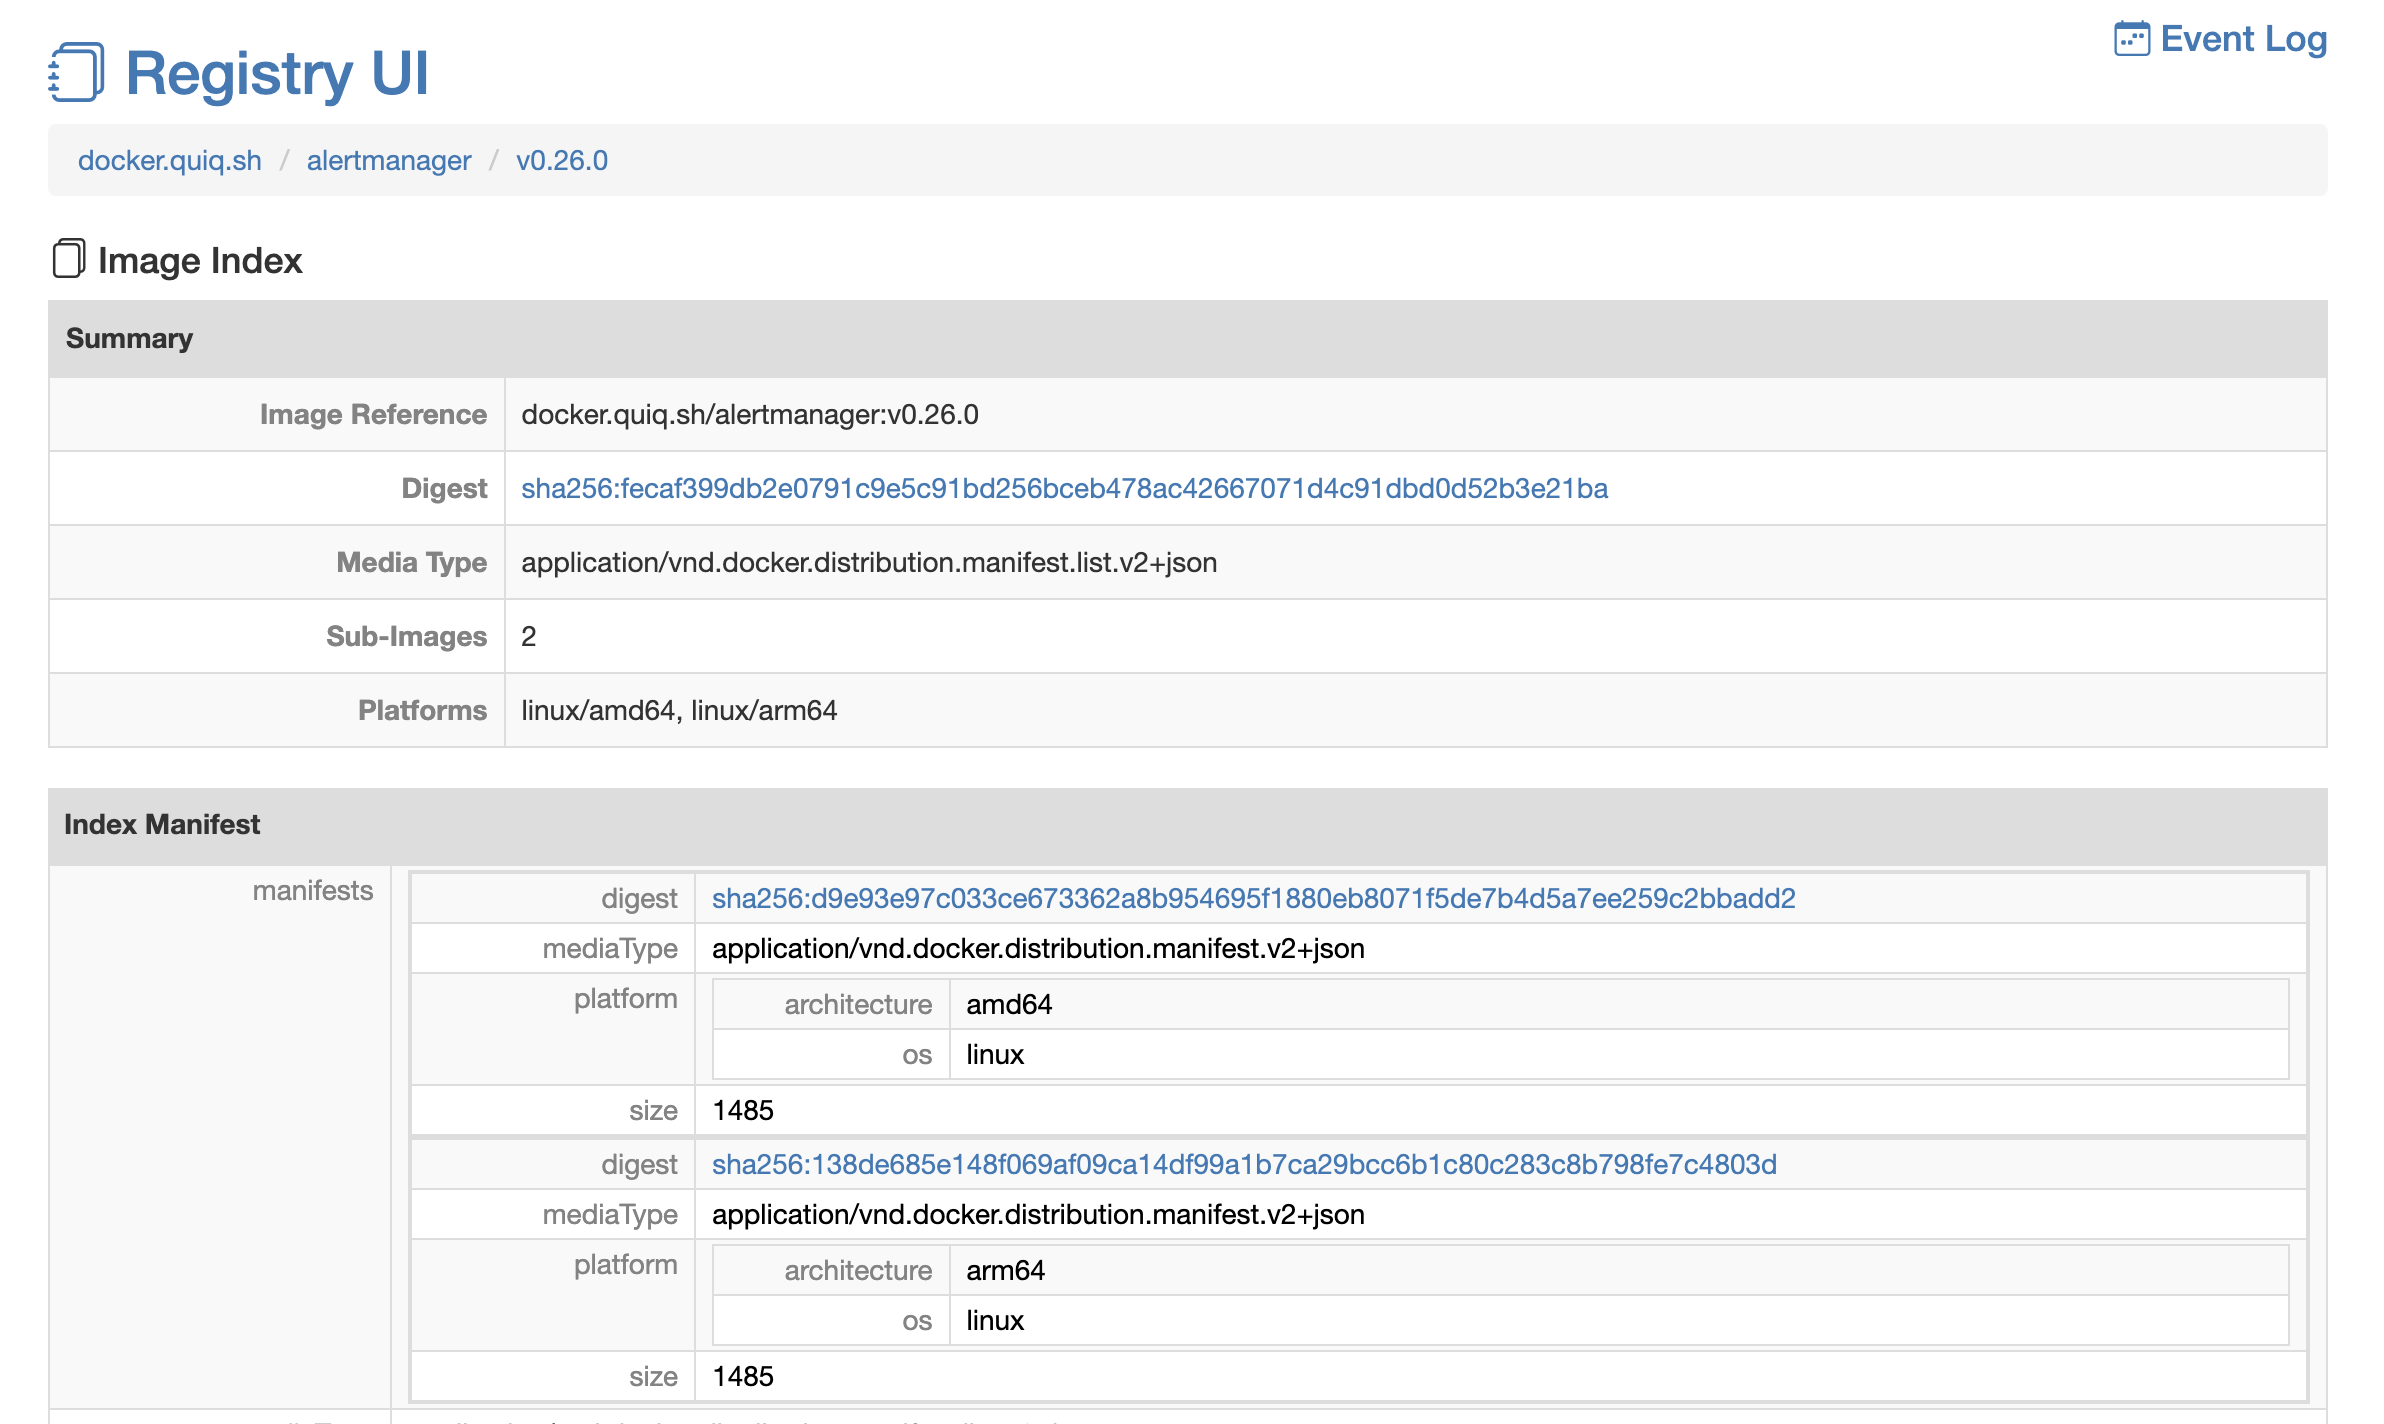 Registry UI
Event Log
docker.quiq.sh / alertmanager / v0.26.0
Image Index
Summary
Image Reference docker.quiq.sh/alertmanager:v0.26.0
Digest sha256:fecaf399db2e0791c9e5c91bd256bceb478ac42667071d4c91dbd0d52b3e21ba
Media Type application/vnd.docker.distribution.manifest.list.v2+json
Sub-Images 2
Platforms linux/amd64, linux/arm64
Index Manifest
manifests
digest sha256:d9e93e97c033ce673362a8b954695f1880eb8071f5de7b4d5a7ee259c2bbadd2
mediaType application/vnd.docker.distribution.manifest.v2+json
platform
architecture amd64
os linux
size 1485
digest sha256:138de685e148f069af09ca14df99a1b7ca29bcc6b1c80c283c8b798fe7c4803d
mediaType application/vnd.docker.distribution.manifest.v2+json
platform
architecture arm64
os linux
size 1485